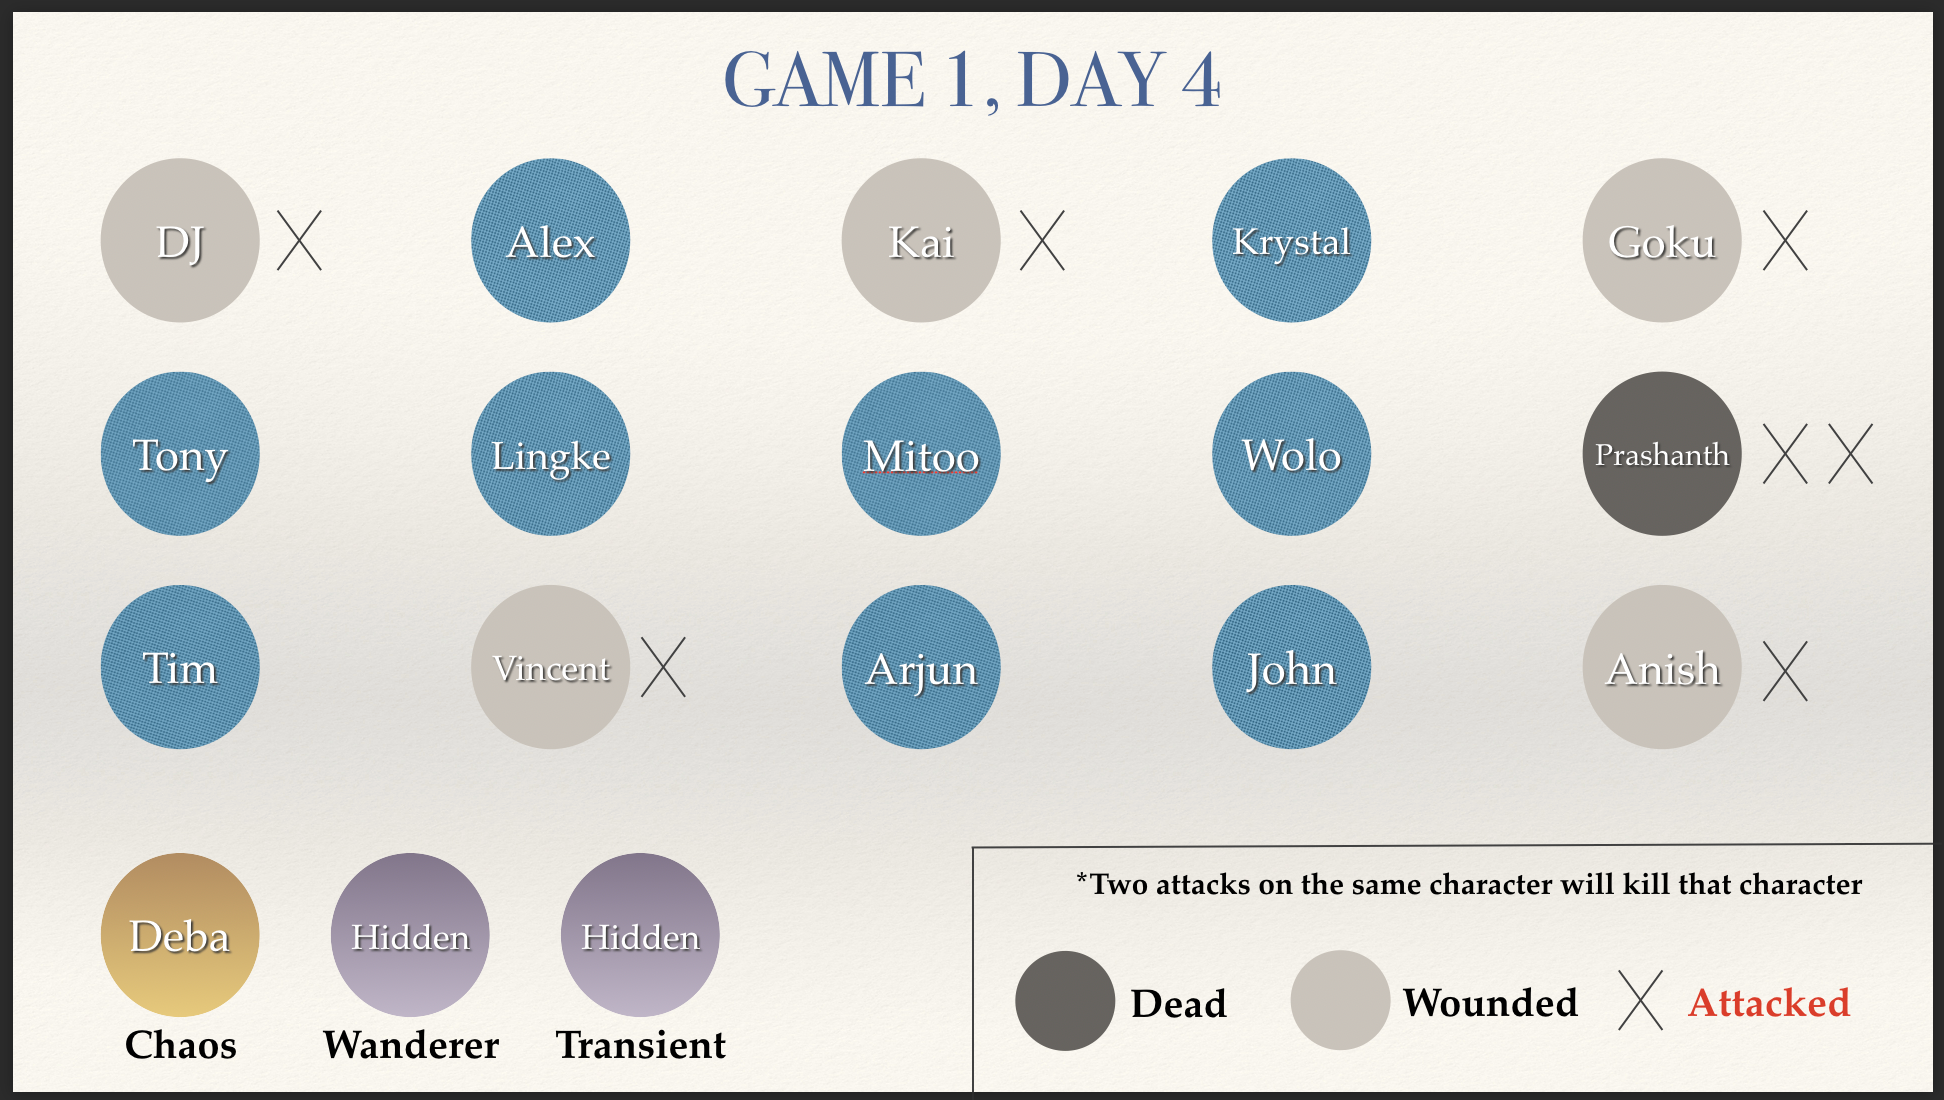 GAME 1, DAY 4
DJ
Alex
Kai
Krystal
Goku
Tony
Lingke
Mitoo
Wolo
Prashanth
Tim
Vincent
Arjun
John
Anish
Deba
Hidden
Hidden
Chaos
Wanderer
Transient
*Two attacks on the same character will kill that character
Dead
Wounded
Attacked